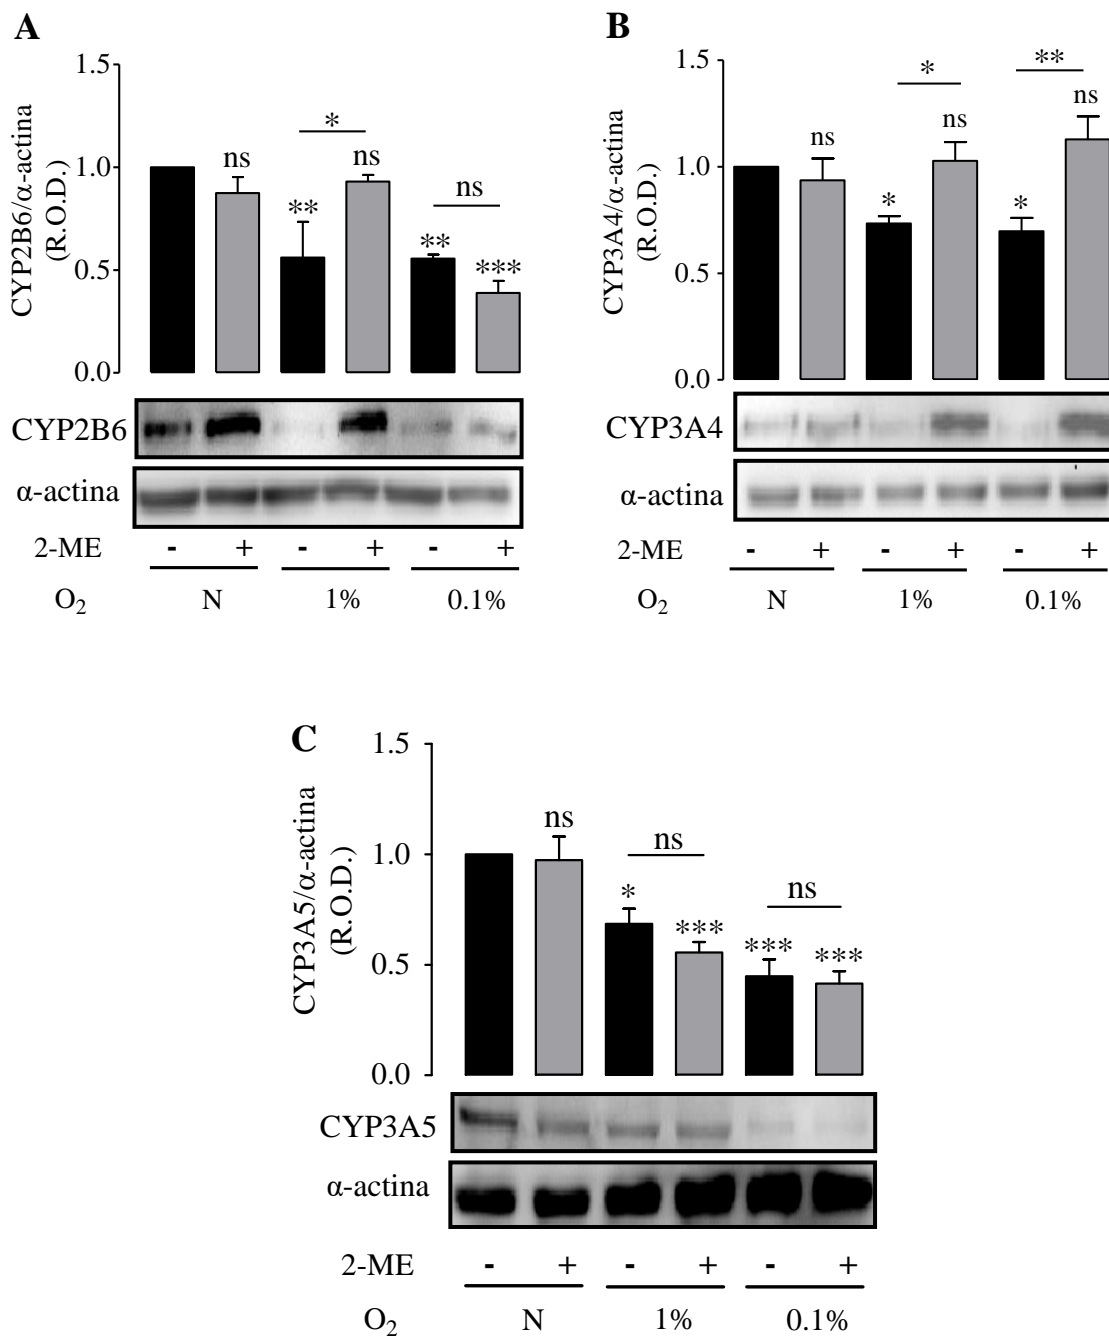 A
CYP2B6/α-actina
(R.O.D.)
1.5
1.0
0.5
0.0
ns
**
*
ns
**
ns
***
CYP2B6
α-actina
2-ME - + - + - +
O2 N 1% 0.1%
B
CYP3A4/α-actina
(R.O.D.)
1.5
1.0
0.5
0.0
ns
*
*
ns
*
**
ns
CYP3A4
α-actina
2-ME - + - + - +
O2 N 1% 0.1%
C
CYP3A5/α-actina
(R.O.D.)
1.5
1.0
0.5
0.0
ns
*
ns
***
***
ns
***
CYP3A5
α-actina
2-ME - + - + - +
O2 N 1% 0.1%